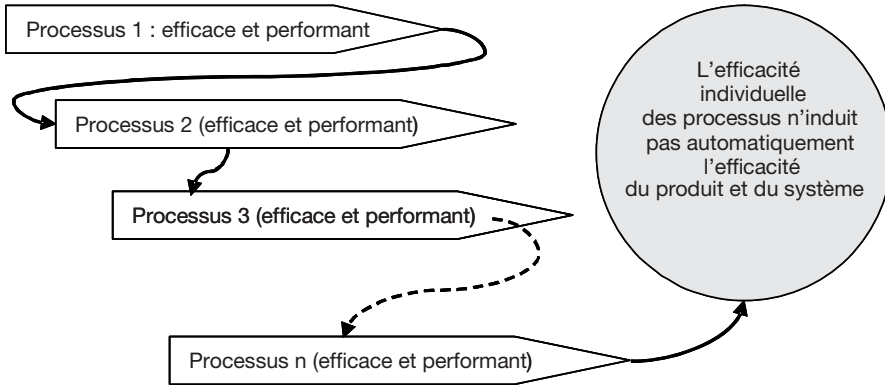 Processus 1 : efficace et performant
Processus 2 (efficace et performant)
Processus 3 (efficace et performant)
Processus n (efficace et performant)
L’efficacité
individuelle
des processus n’induit
pas automatiquement
l’efficacité
du produit et du système